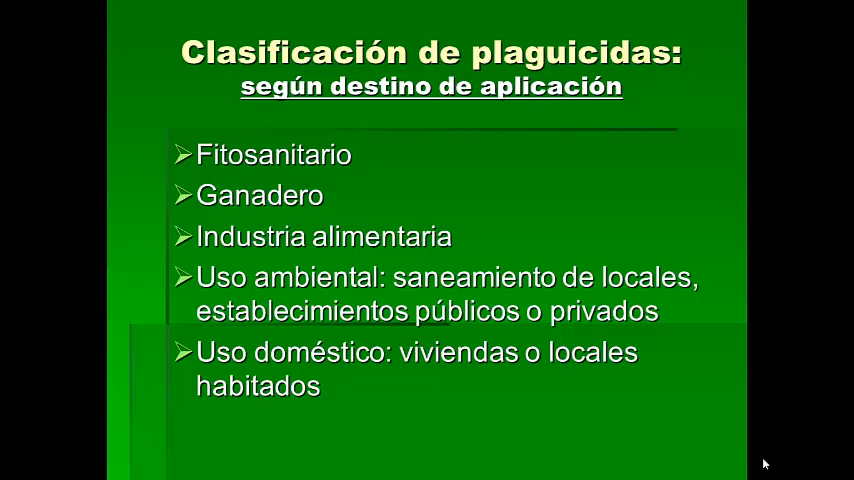 Clasificación de plaguicidas:
según destino de aplicación
Fitosanitario
Ganadero
Industria alimentaria
Uso ambiental: saneamiento de locales,
establecimientos públicos o privados
Uso doméstico: viviendas o locales
habitados